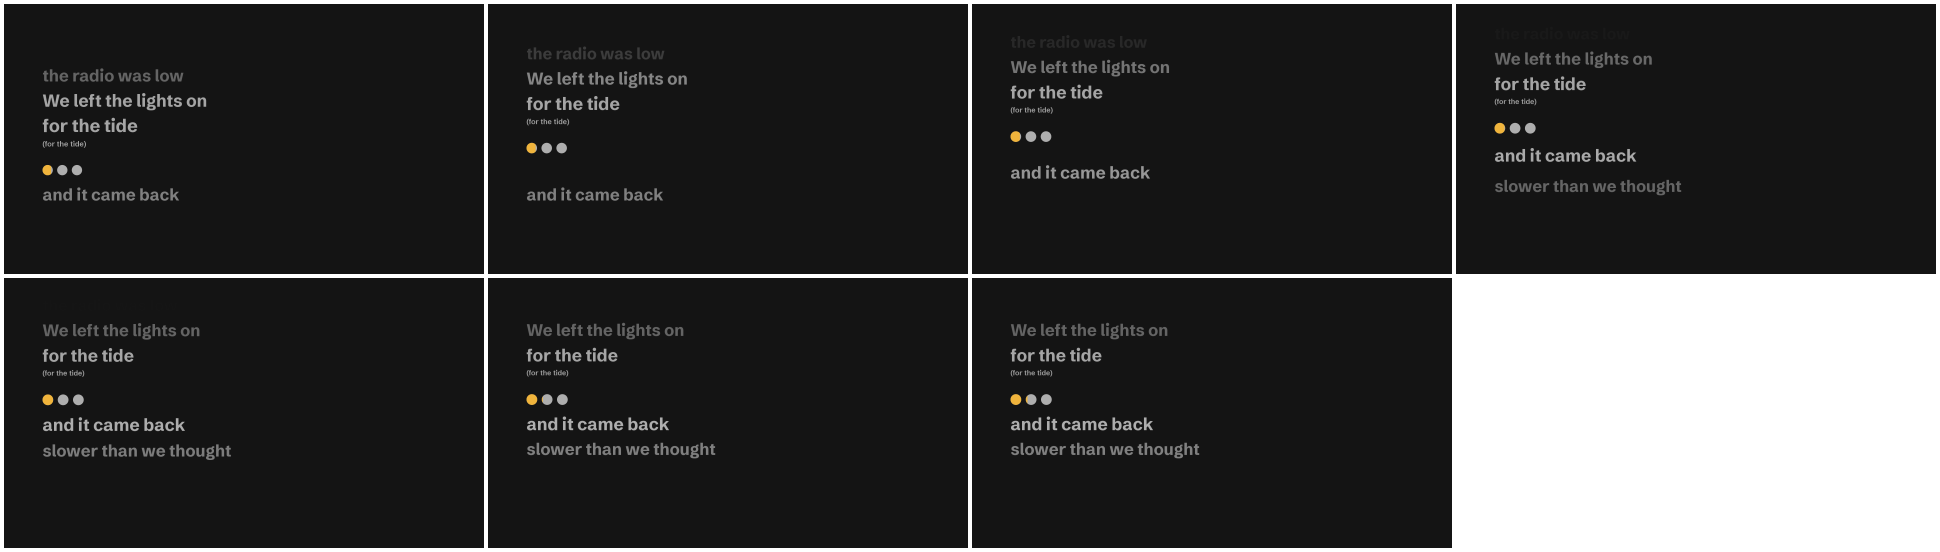 the radio was low
We left the lights on
for the tide
(for the tide)
and it came back
the radio was low
We left the lights on
for the tide
(for the tide)
and it came back
the radio was low
We left the lights on
for the tide
(for the tide)
and it came back
the radio was low
We left the lights on
for the tide
(for the tide)
and it came back
slower than we thought
We left the lights on
for the tide
(for the tide)
and it came back
slower than we thought
We left the lights on
for the tide
(for the tide)
and it came back
slower than we thought
We left the lights on
for the tide
(for the tide)
and it came back
slower than we thought